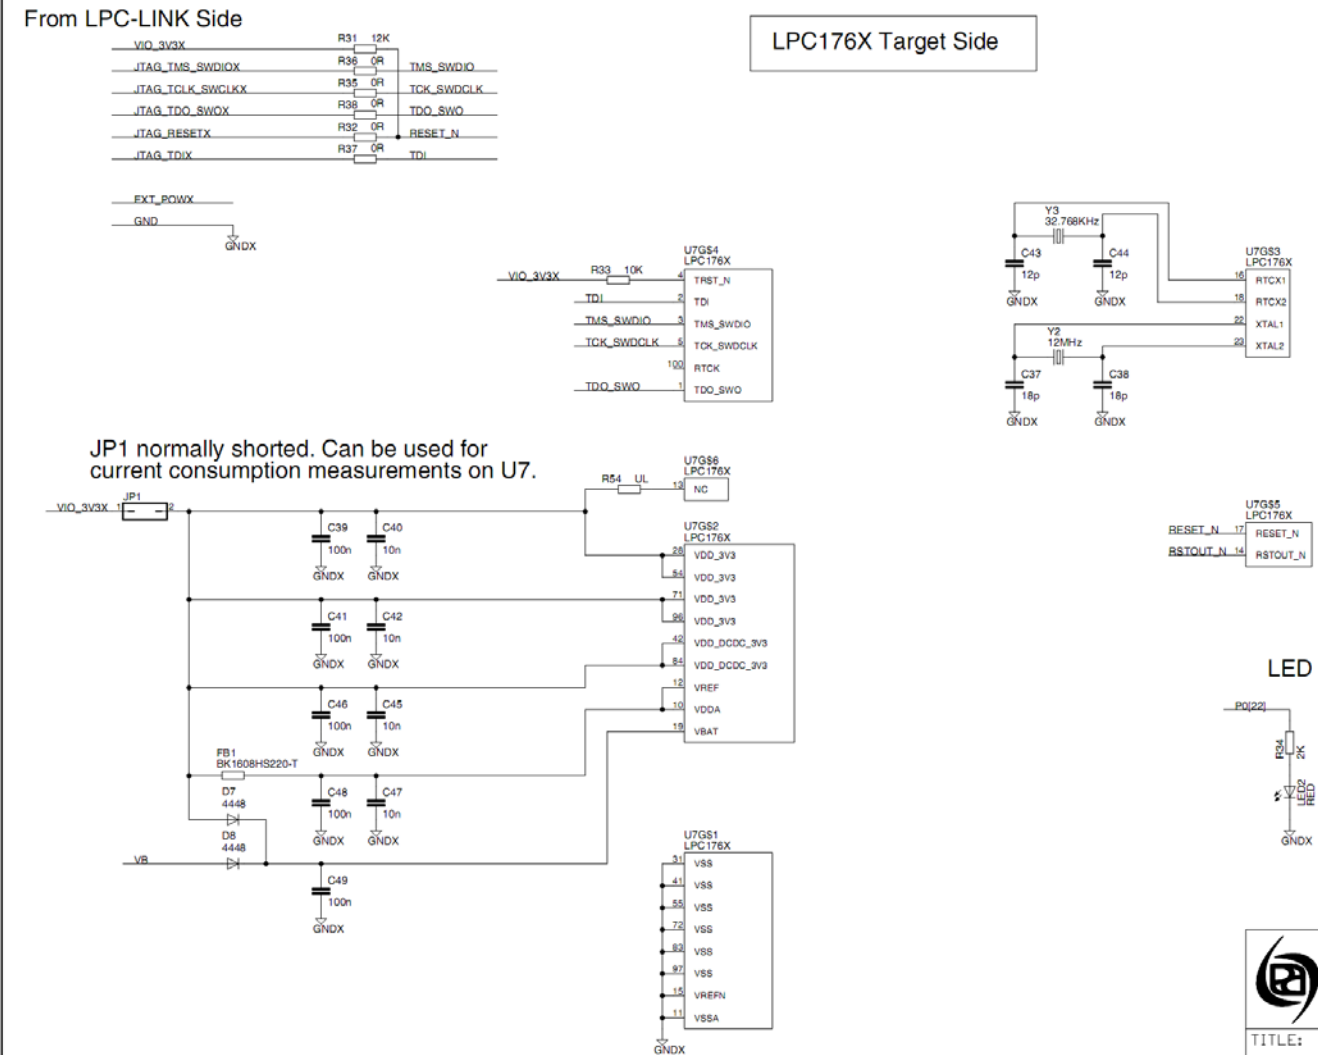 From LPC-LINK Side
LPC176X Target Side
VIO_3V3X
R31 12K
JTAG_TMS_SWDIOX
R36 0R
TMS_SWDIO
JTAG_TCLK_SWCLKX
R35 0R
TCK_SWDCLK
JTAG_TDO_SWOX
R38 0R
TDO_SWO
JTAG_RESETX
R32 0R
RESET_N
JTAG_TDIX
R37 0R
TDI
EXT_POWX
GND
GNDX
U7G$4
LPC176X
VIO_3V3X
R33 10K
4 TRST_N
TDI 2 TDI
TMS_SWDIO 3 TMS_SWDIO
TCK_SWDCLK 5 TCK_SWDCLK
100 RTCK
TDO_SWO 1 TDO_SWO
Y3
32.768KHz
C43
12p
GNDX
C44
12p
GNDX
Y2
12MHz
C37
18p
GNDX
C38
18p
GNDX
U7G$3
LPC176X
16 RTCX1
18 RTCX2
22 XTAL1
23 XTAL2
JP1 normally shorted. Can be used for
current consumption measurements on U7.
VIO_3V3X 1 JP1 2
R54 UL
U7G$6
LPC176X
13 NC
C39
100n
GNDX
C40
10n
GNDX
C41
100n
GNDX
C42
10n
GNDX
C46
100n
GNDX
C45
10n
GNDX
FB1
BK1608HS220-T
C48
100n
GNDX
C47
10n
GNDX
D7
4448
D8
4448
VB
C49
100n
GNDX
U7G$2
LPC176X
28 VDD_3V3
54 VDD_3V3
71 VDD_3V3
96 VDD_3V3
42 VDD_DCDC_3V3
84 VDD_DCDC_3V3
12 VREF
10 VDDA
19 VBAT
U7G$1
LPC176X
31 VSS
41 VSS
55 VSS
72 VSS
83 VSS
97 VSS
15 VREFN
11 VSSA
GNDX
U7G$5
LPC176X
RESET_N 17 RESET_N
RSTOUT_N 14 RSTOUT_N
LED
P0[22]
R34
2K
LED2
RED
GNDX
TITLE: